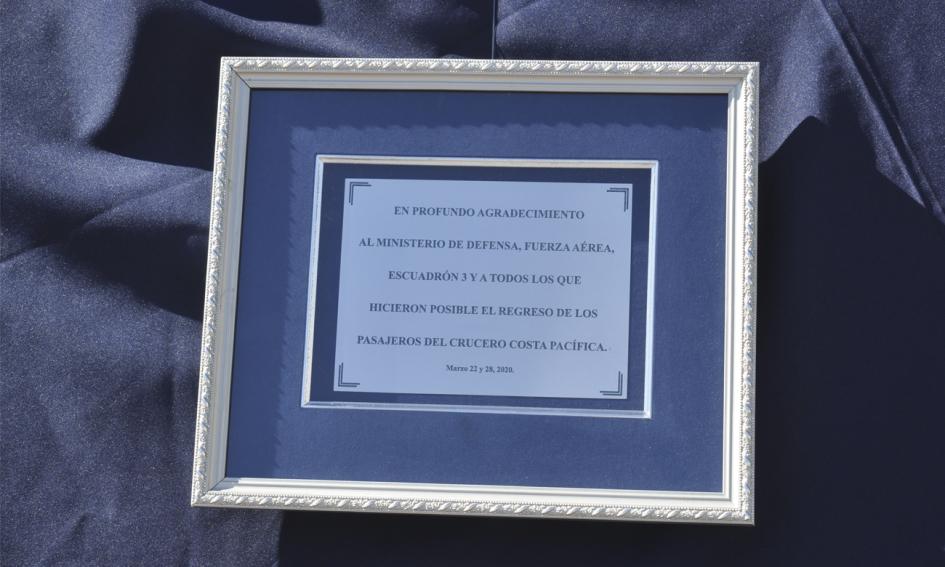 EN PROFUNDO AGRADECIMIENTO
AL MINISTERIO DE DEFENSA, FUERZA AÉREA,
ESCUADRÓN 3 Y A TODOS LOS QUE
HICIERON POSIBLE EL REGRESO DE LOS
PASAJEROS DEL CRUCERO COSTA PACÍFICA.
Marzo 22 y 28, 2020.